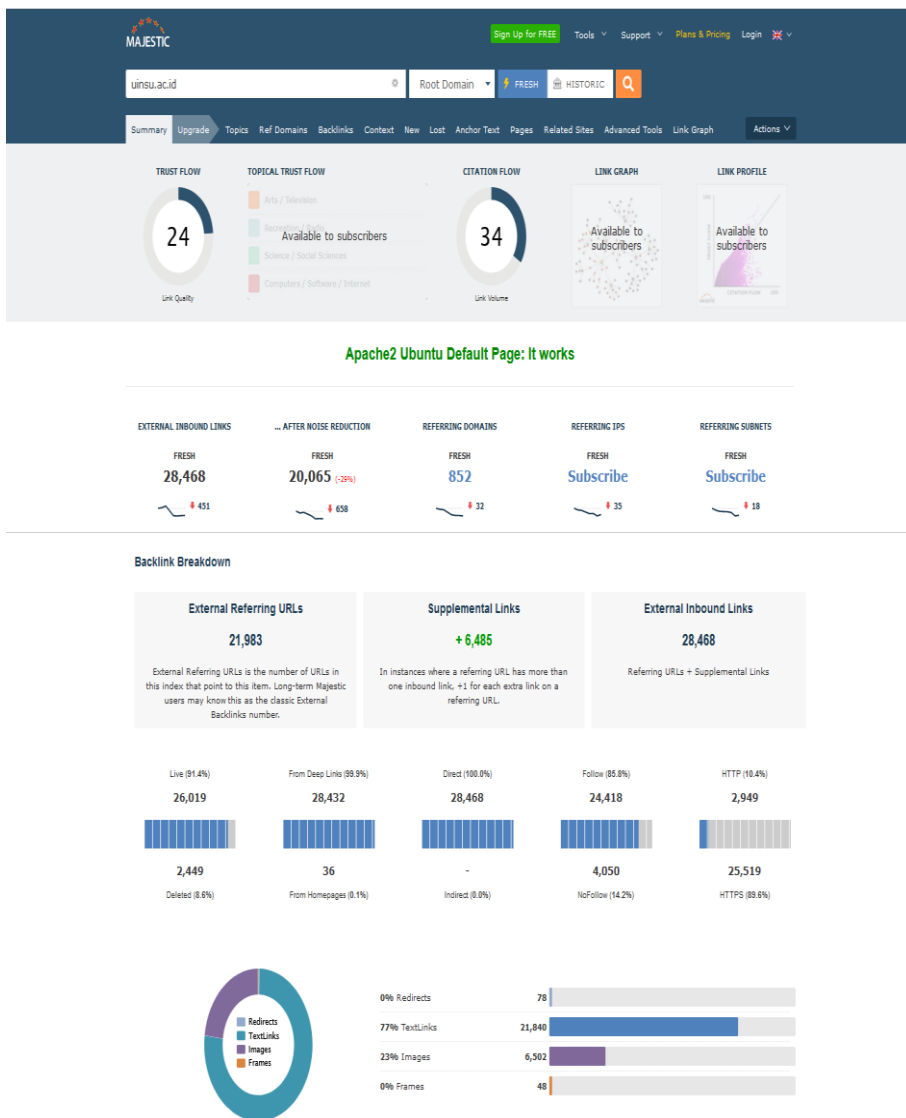 MAJESTIC
Sign Up for FREE Tools Support Plans & Pricing Login
uinsu.ac.id Root Domain FRESH HISTORIC
Summary Upgrade Topics Ref Domains Backlinks Context New Lost Anchor Text Pages Related Sites Advanced Tools Link Graph Actions
TRUST FLOW TOPICAL TRUST FLOW CITATION FLOW LINK GRAPH LINK PROFILE
Arts / Television
24 Available to subscribers 34 Available to subscribers Available to subscribers
Science / Social Sciences
Computers / Software / Internet
Link Quality Link Volume
Apache2 Ubuntu Default Page: It works
EXTERNAL INBOUND LINKS ... AFTER NOISE REDUCTION REFERRING DOMAINS REFERRING IPS REFERRING SUBNETS
FRESH FRESH FRESH FRESH FRESH
28,468 20,065 (-29%) 852 Subscribe Subscribe
451 658 32 35 18
Backlink Breakdown
External Referring URLs Supplemental Links External Inbound Links
21,983 + 6,485 28,468
External Referring URLs is the number of URLs in
this index that point to this item. Long-term Majestic
users may know this as the classic External
Backlinks number.
In instances where a referring URL has more than
one inbound link, +1 for each extra link on a
referring URL.
Referring URLs + Supplemental Links
Live (91.4%) From Deep Links (99.9%) Direct (100.0%) Follow (85.8%) HTTP (10.4%)
26,019 28,432 28,468 24,418 2,949
2,449 36 - 4,050 25,519
Deleted (8.6%) From Homepages (0.1%) Indirect (0.0%) NoFollow (14.2%) HTTPS (89.6%)
Redirects
TextLinks
Images
Frames
0% Redirects 78
77% TextLinks 21,840
23% Images 6,502
0% Frames 48